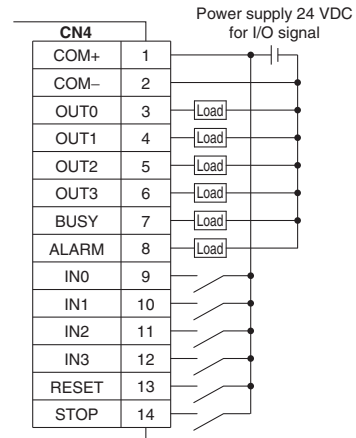 Power supply 24 VDC
for I/O signal
CN4
COM+ 1
COM− 2
OUT0 3 Load
OUT1 4 Load
OUT2 5 Load
OUT3 6 Load
BUSY 7 Load
ALARM 8 Load
IN0 9
IN1 10
IN2 11
IN3 12
RESET 13
STOP 14